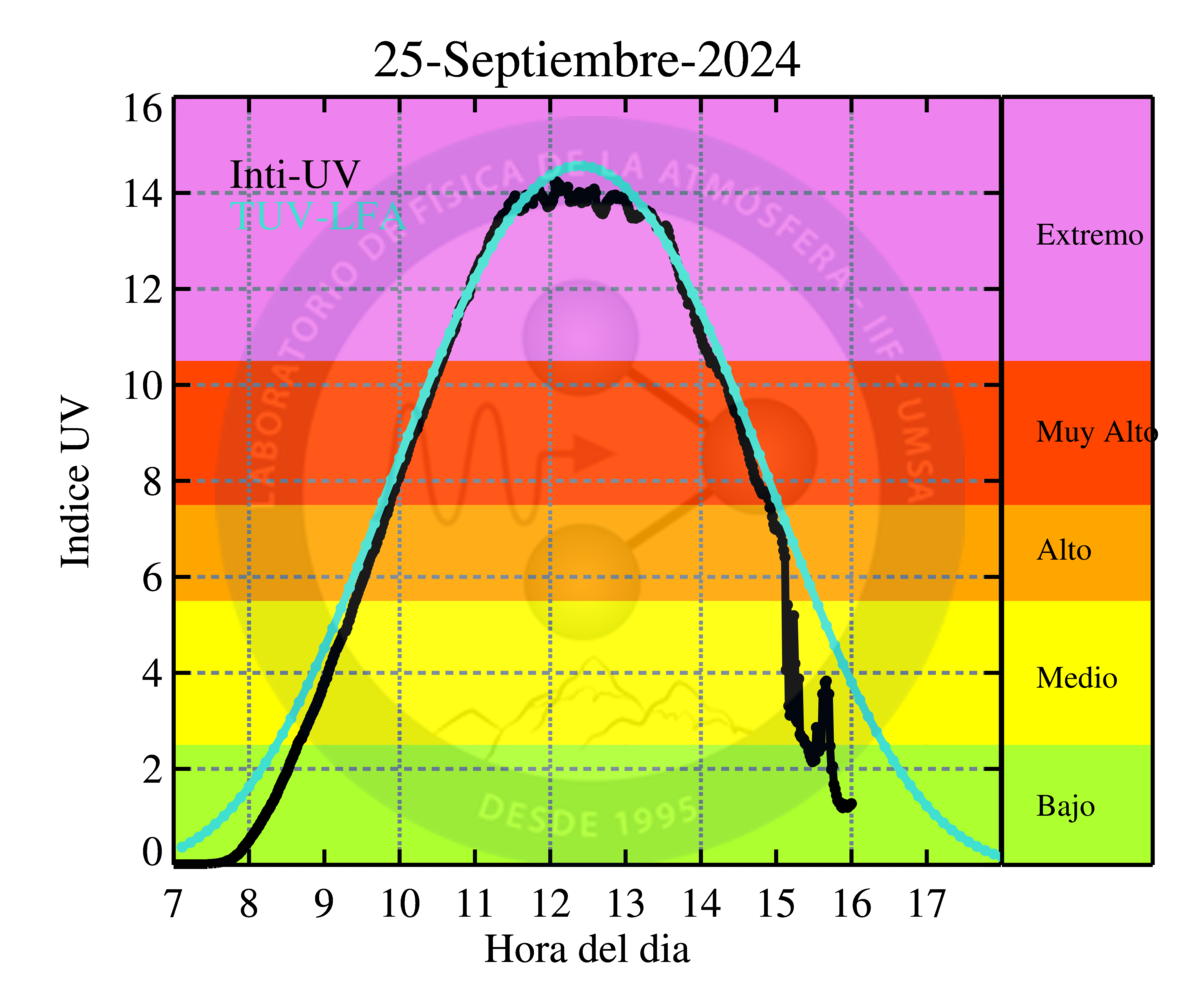 25-Septiembre-2024
16
14
12
10
8
6
4
2
0
Indice UV
Inti-UV
TUV-LFA
LABORATORIO DE FÍSICA DE LA ATMÓSFERA - IIF - UMSA
DESDE 1995
Extremo
Muy Alto
Alto
Medio
Bajo
7 8 9 10 11 12 13 14 15 16 17
Hora del dia